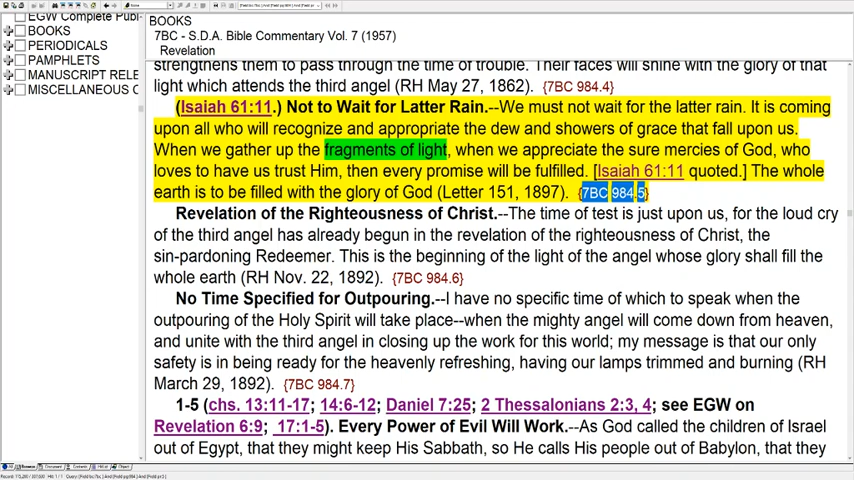 EGW Complete Publ
BOOKS
PERIODICALS
PAMPHLETS
MANUSCRIPT RELE
MISCELLANEOUS C
BOOKS
7BC - S.D.A. Bible Commentary Vol. 7 (1957)
Revelation
strengthens them to pass through the time of trouble. Their faces will shine with the glory of that
light which attends the third angel (RH May 27, 1862). {7BC 984.4}
(Isaiah 61:11.) Not to Wait for Latter Rain.--We must not wait for the latter rain. It is coming
upon all who will recognize and appropriate the dew and showers of grace that fall upon us.
When we gather up the fragments of light, when we appreciate the sure mercies of God, who
loves to have us trust Him, then every promise will be fulfilled. [Isaiah 61:11 quoted.] The whole
earth is to be filled with the glory of God (Letter 151, 1897). {7BC 984.5}
Revelation of the Righteousness of Christ.--The time of test is just upon us, for the loud cry
of the third angel has already begun in the revelation of the righteousness of Christ, the
sin-pardoning Redeemer. This is the beginning of the light of the angel whose glory shall fill the
whole earth (RH Nov. 22, 1892). {7BC 984.6}
No Time Specified for Outpouring.--I have no specific time of which to speak when the
outpouring of the Holy Spirit will take place--when the mighty angel will come down from heaven,
and unite with the third angel in closing up the work for this world; my message is that our only
safety is in being ready for the heavenly refreshing, having our lamps trimmed and burning (RH
March 29, 1892). {7BC 984.7}
1-5 (chs. 13:11-17; 14:6-12; Daniel 7:25; 2 Thessalonians 2:3, 4; see EGW on
Revelation 6:9; 17:1-5). Every Power of Evil Will Work.--As God called the children of Israel
out of Egypt, that they might keep His Sabbath, so He calls His people out of Babylon, that they
All Browse Document Contents Hit List Object